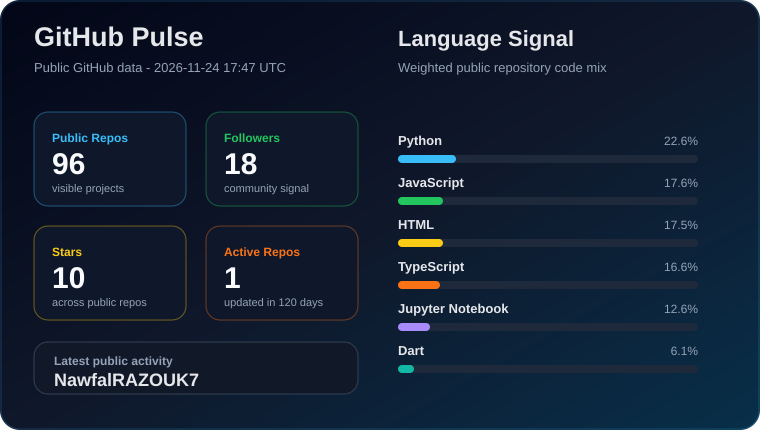 GitHub Pulse
Public GitHub data - 2026-11-24 17:47 UTC
Public Repos
96
visible projects
Followers
18
community signal
Stars
10
across public repos
Active Repos
1
updated in 120 days
Latest public activity
NawfalRAZOUK7
Language Signal
Weighted public repository code mix
Python 22.6%
JavaScript 17.6%
HTML 17.5%
TypeScript 16.6%
Jupyter Notebook 12.6%
Dart 6.1%